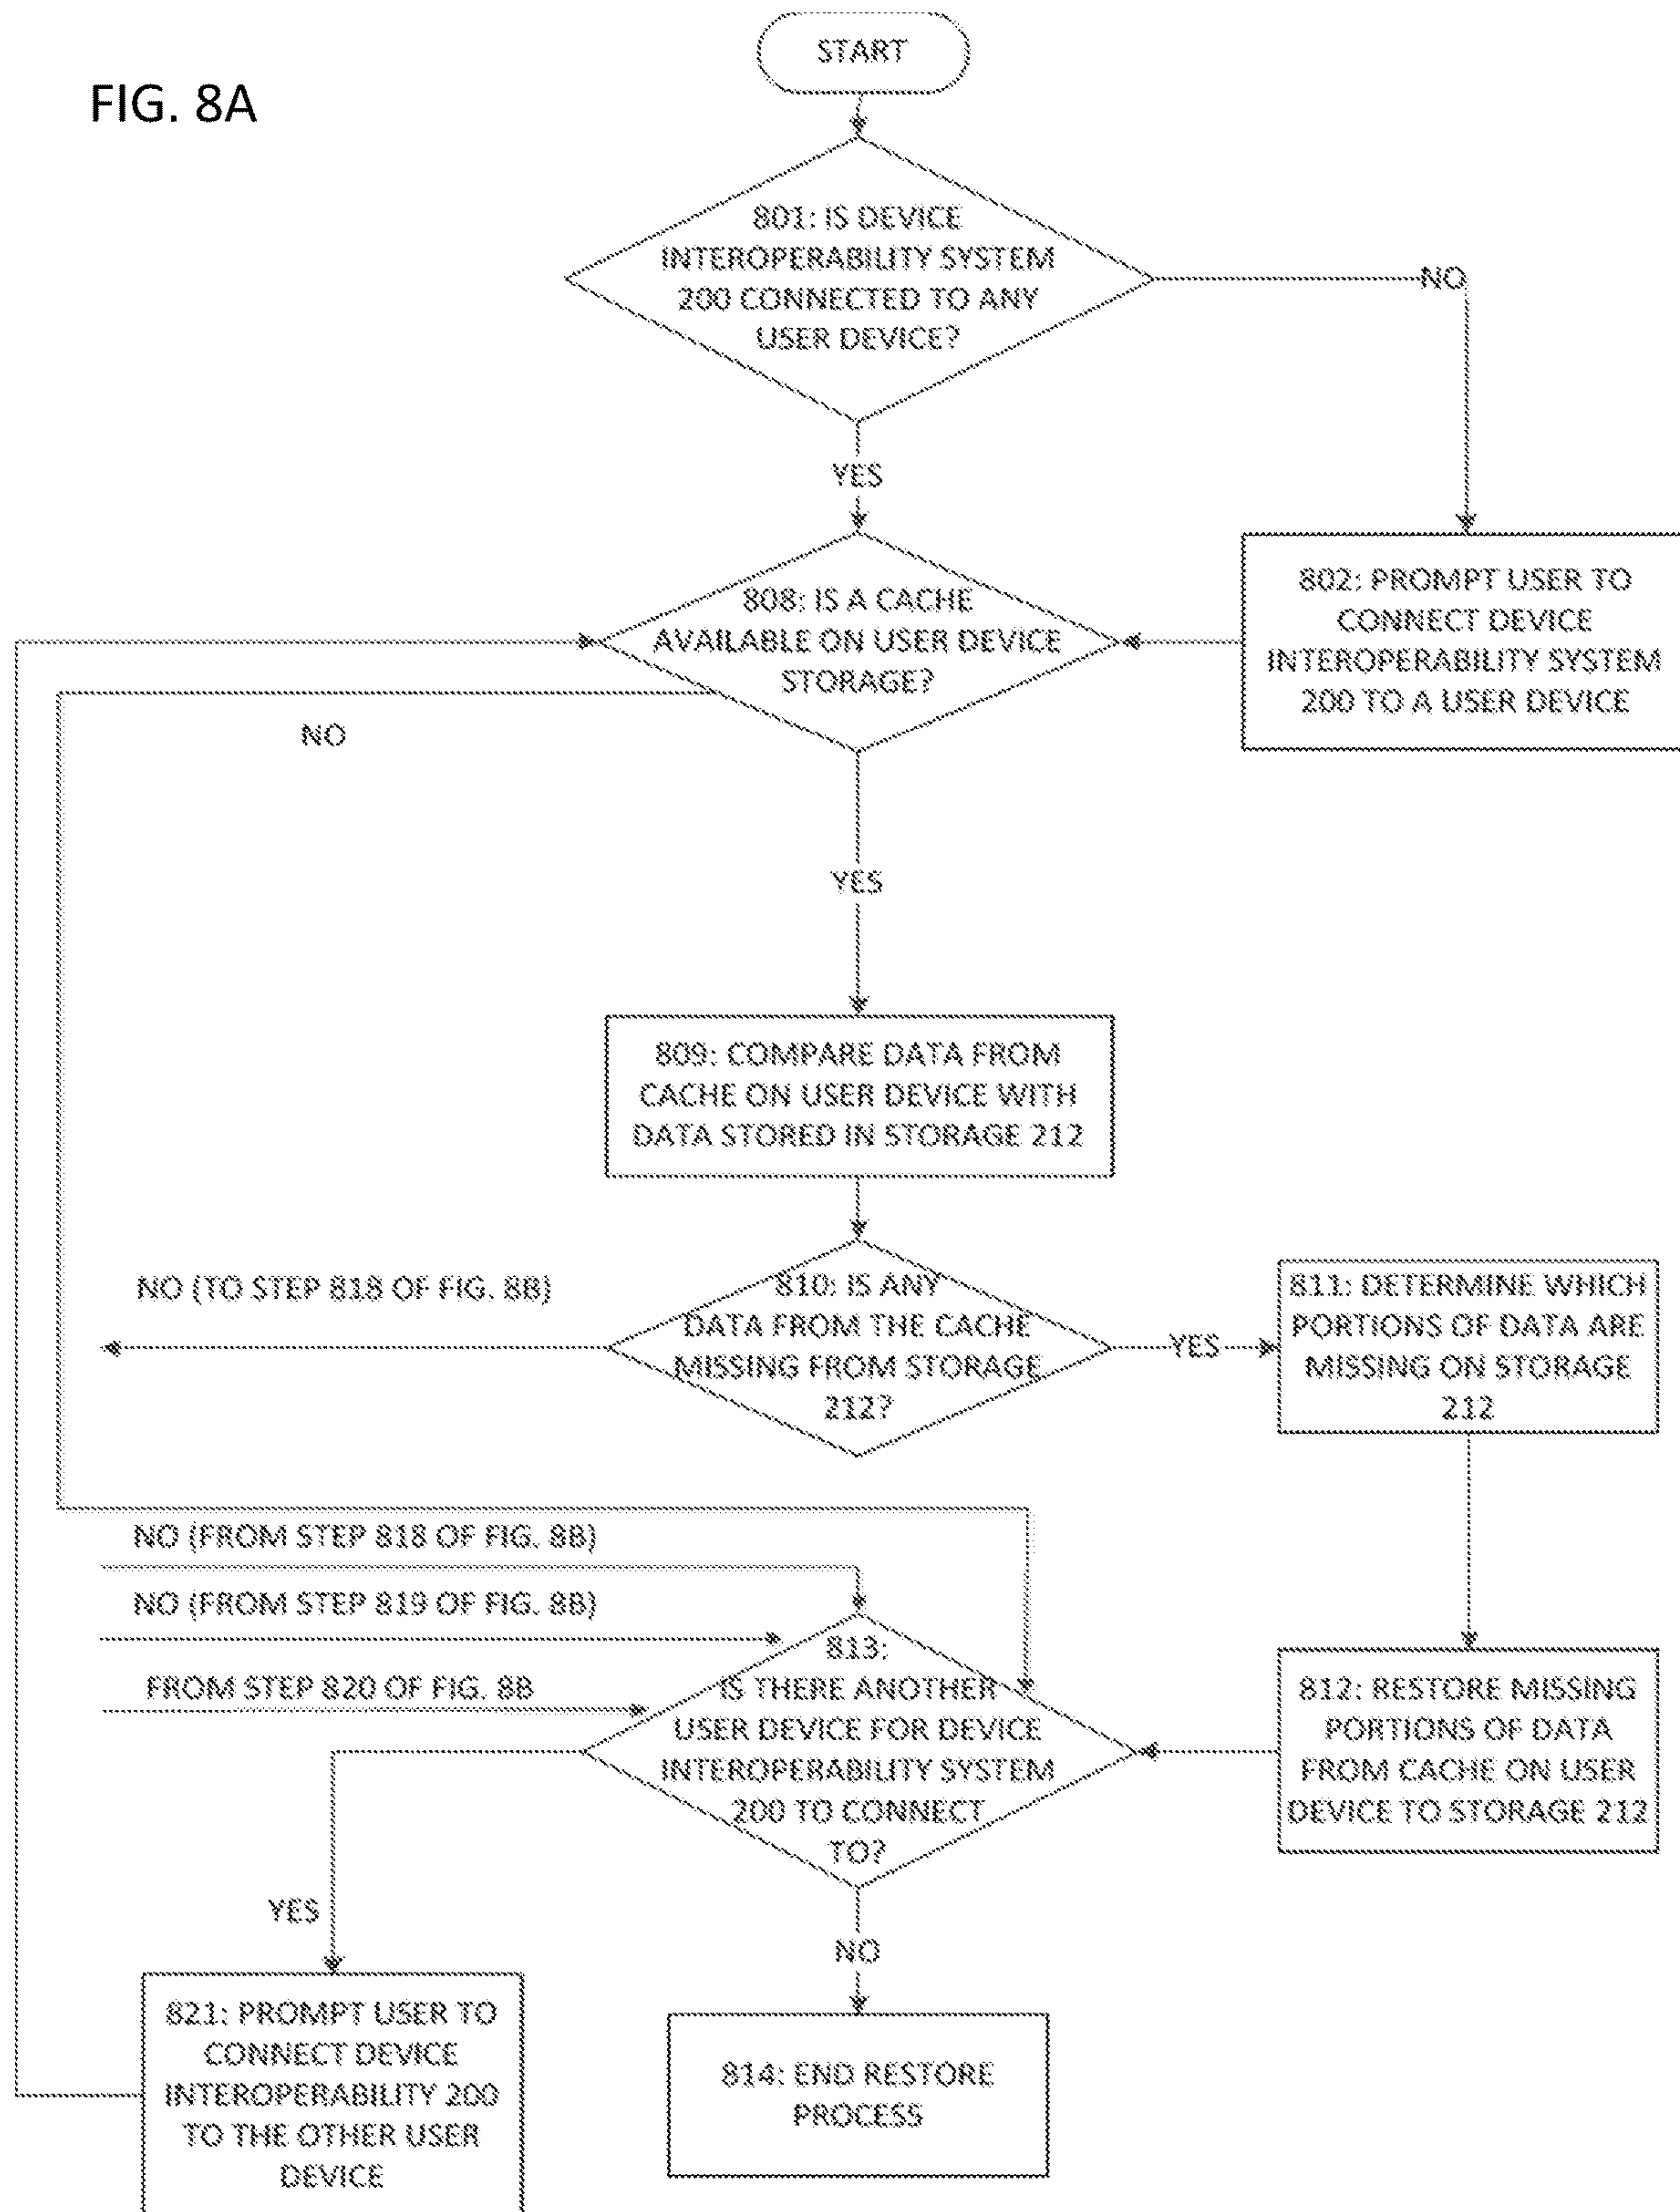 START
FIG. 8A
801: IS DEVICE
INTEROPERABILITY SYSTEM
200 CONNECTED TO ANY
USER DEVICE?
NO
YES
808: IS A CACHE
AVAILABLE ON USER DEVICE
STORAGE?
802: PROMPT USER TO
CONNECT DEVICE
INTEROPERABILITY SYSTEM
200 TO A USER DEVICE
NO
YES
809: COMPARE DATA FROM
CACHE ON USER DEVICE WITH
DATA STORED IN STORAGE 212
NO (TO STEP 818 OF FIG. 8B)
810: IS ANY
DATA FROM THE CACHE
MISSING FROM STORAGE
212?
YES
811: DETERMINE WHICH
PORTIONS OF DATA ARE
MISSING ON STORAGE
212
NO (FROM STEP 818 OF FIG. 8B)
NO (FROM STEP 819 OF FIG. 8B)
FROM STEP 820 OF FIG. 8B
813:
IS THERE ANOTHER
USER DEVICE FOR DEVICE
INTEROPERABILITY SYSTEM
200 TO CONNECT
TO?
812: RESTORE MISSING
PORTIONS OF DATA
FROM CACHE ON USER
DEVICE TO STORAGE 212
YES
NO
821: PROMPT USER TO
CONNECT DEVICE
INTEROPERABILITY 200
TO THE OTHER USER
DEVICE
814: END RESTORE
PROCESS